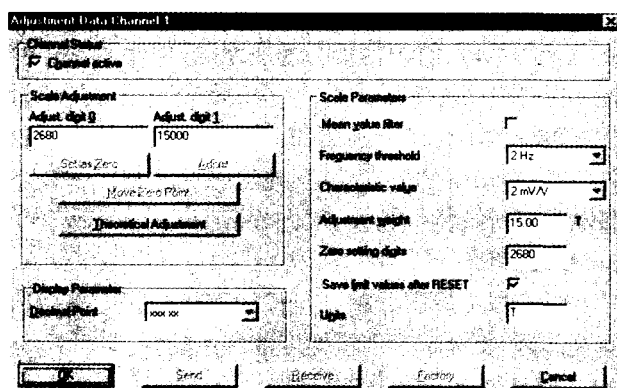 Adjustment Data Channel 1
Channel Status
Channel active
Scale Adjustment
Adjust. digit 0
Adjust. digit 1
2680
15000
Set as Zero
Adjust
Move Zero Point
Theoretical Adjustment
Display Parameter
Decimal Point
xxx.xx
Scale Parameters
Mean value filter
Frequency threshold
2 Hz
Characteristic value
2 mV/V
Adjustment weight
15.00
T
Zero setting digits
2680
Save limit values after RESET
Units
T
OK
Send
Receive
Factory
Cancel